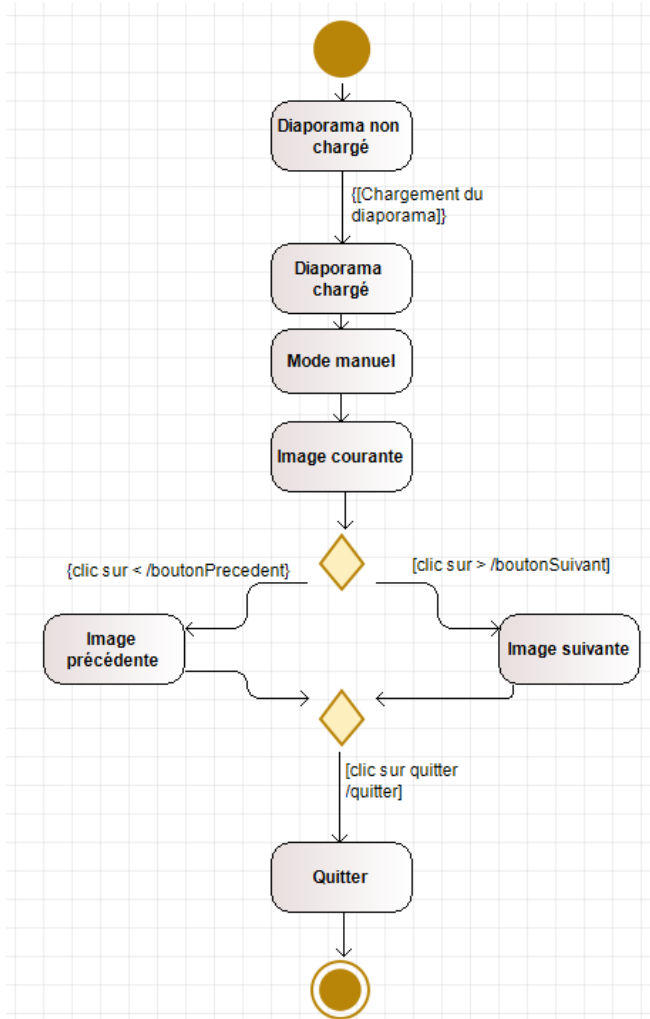 Diaporama non
chargé
{[Chargement du
diaporama]}
Diaporama
chargé
Mode manuel
Image courante
{clic sur < /boutonPrecedent}
[clic sur > /boutonSuivant]
Image
précédente
Image suivante
[clic sur quitter
/quitter]
Quitter